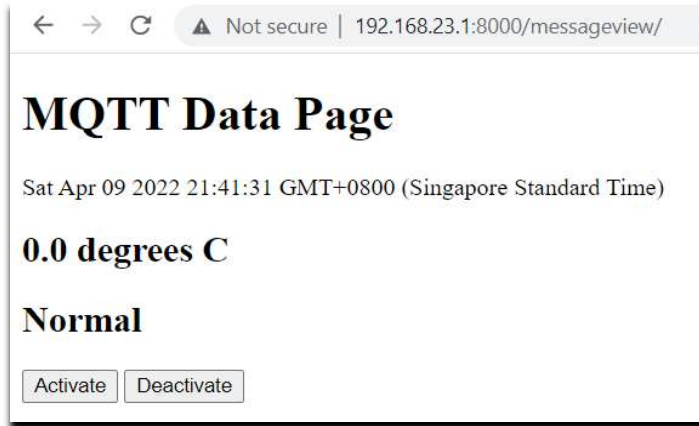 Not secure | 192.168.23.1:8000/messageview/
MQTT Data Page
Sat Apr 09 2022 21:41:31 GMT+0800 (Singapore Standard Time)
0.0 degrees C
Normal
Activate Deactivate